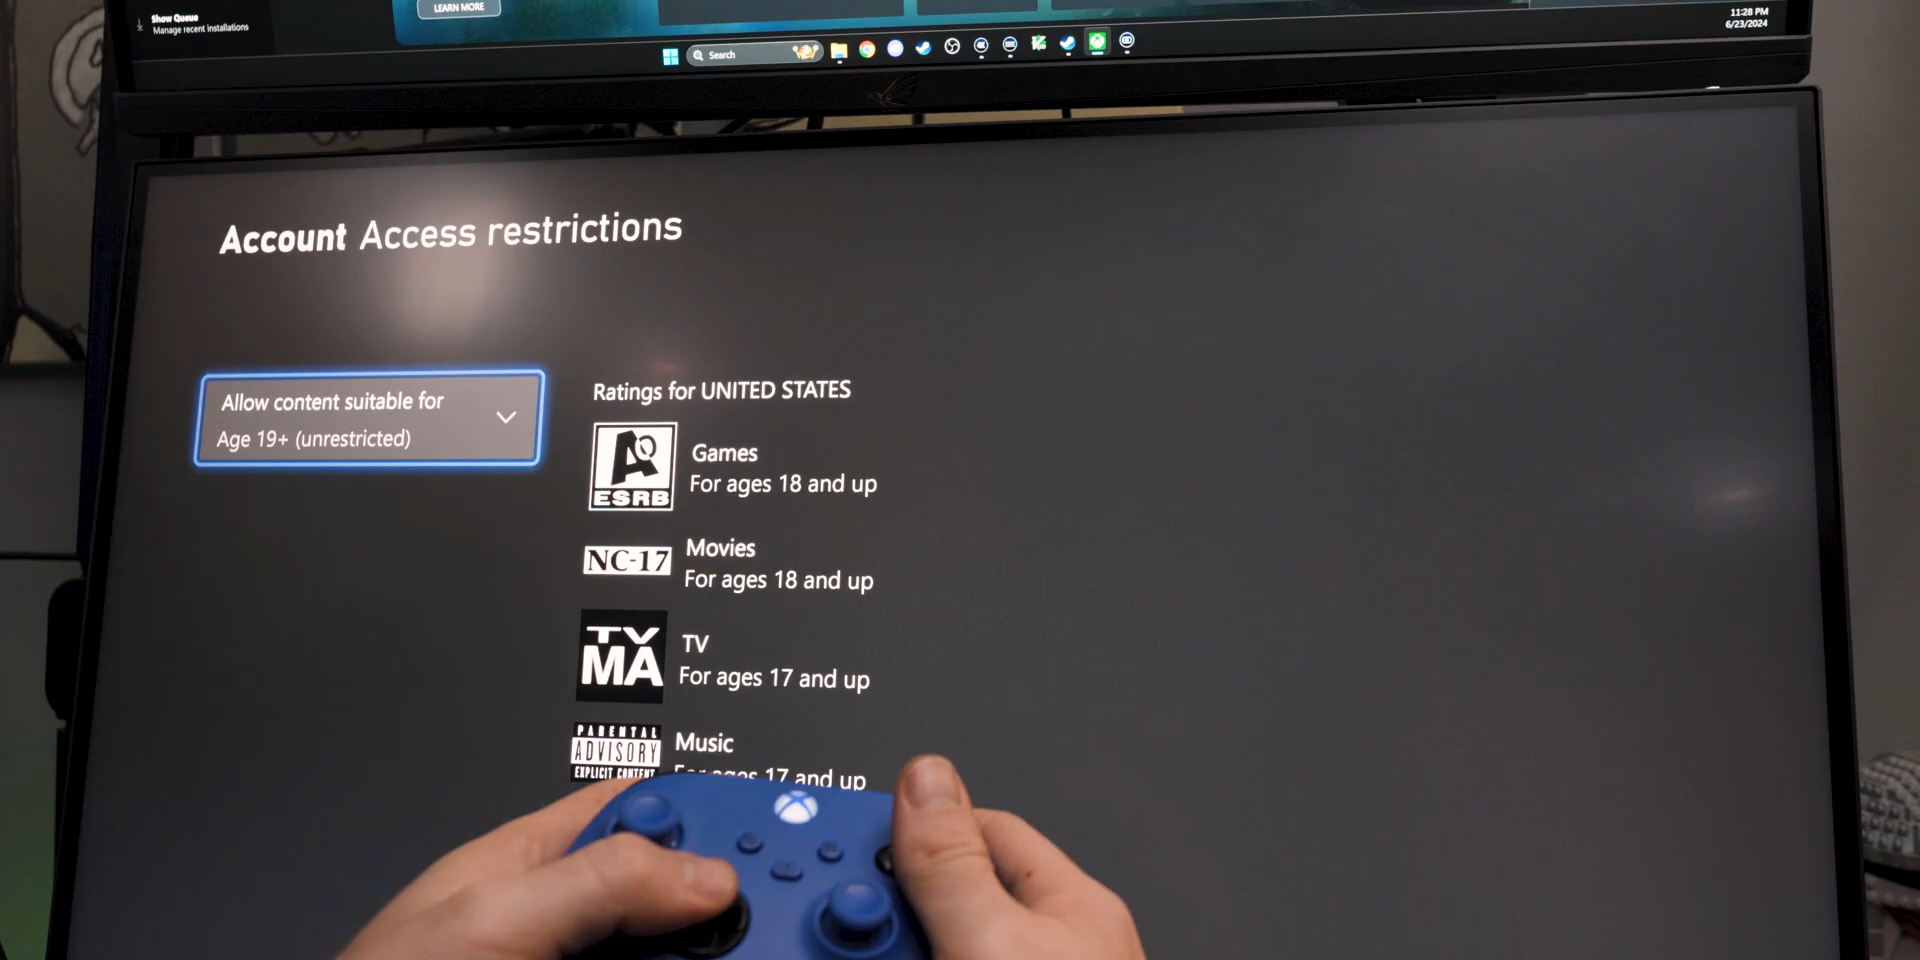 LEARN MORE
Show Queue
Manage recent installations
Search
11:28 PM
6/23/2024
Account Access restrictions
Allow content suitable for
Age 19+ (unrestricted)
Ratings for UNITED STATES
AO
ESRB
Games
For ages 18 and up
NC-17
Movies
For ages 18 and up
TV
MA
TV
For ages 17 and up
PARENTAL
ADVISORY
EXPLICIT CONTENT
Music
For ages 17 and up